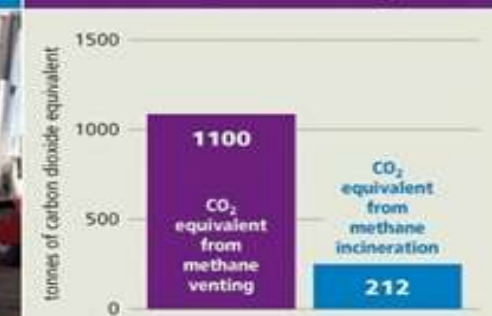 tonnes of carbon dioxide equivalent
1500
1000
500
0
1100
CO₂
equivalent
from
methane
venting
CO₂
equivalent
from
methane
incineration
212